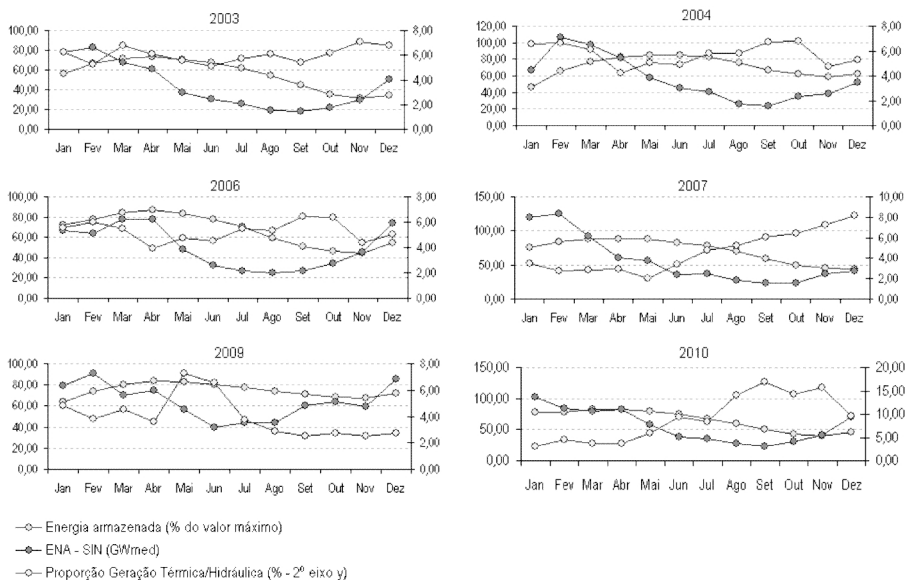 2003 2004
100,00 8,00 120,00 8,00
80,00 6,00 100,00 6,00
60,00 80,00
40,00 4,00 60,00 4,00
20,00 2,00 40,00 2,00
0,00 0,00 20,00
0,00 0,00
Jan Fev Mar Abr Mai Jun Jul Ago Set Out Nov Dez Jan Fev Mar Abr Mai Jun Jul Ago Set Out Nov Dez
2006 2007
100,00 8,00 150,00 10,00
80,00 6,00 8,00
60,00 100,00 6,00
40,00 4,00 50,00 4,00
20,00 2,00 2,00
0,00 0,00 0,00 0,00
Jan Fev Mar Abr Mai Jun Jul Ago Set Out Nov Dez Jan Fev Mar Abr Mai Jun Jul Ago Set Out Nov Dez
2009 2010
100,00 8,00 150,00 20,00
80,00 6,00 15,00
60,00 100,00
40,00 4,00 10,00
20,00 2,00 50,00 5,00
0,00 0,00 0,00 0,00
Jan Fev Mar Abr Mai Jun Jul Ago Set Out Nov Dez Jan Fev Mar Abr Mai Jun Jul Ago Set Out Nov Dez
Energia armazenada (% do valor máximo)
ENA - SIN (GWmed)
Proporção Geração Térmica/Hidráulica (% - 2º eixo y)